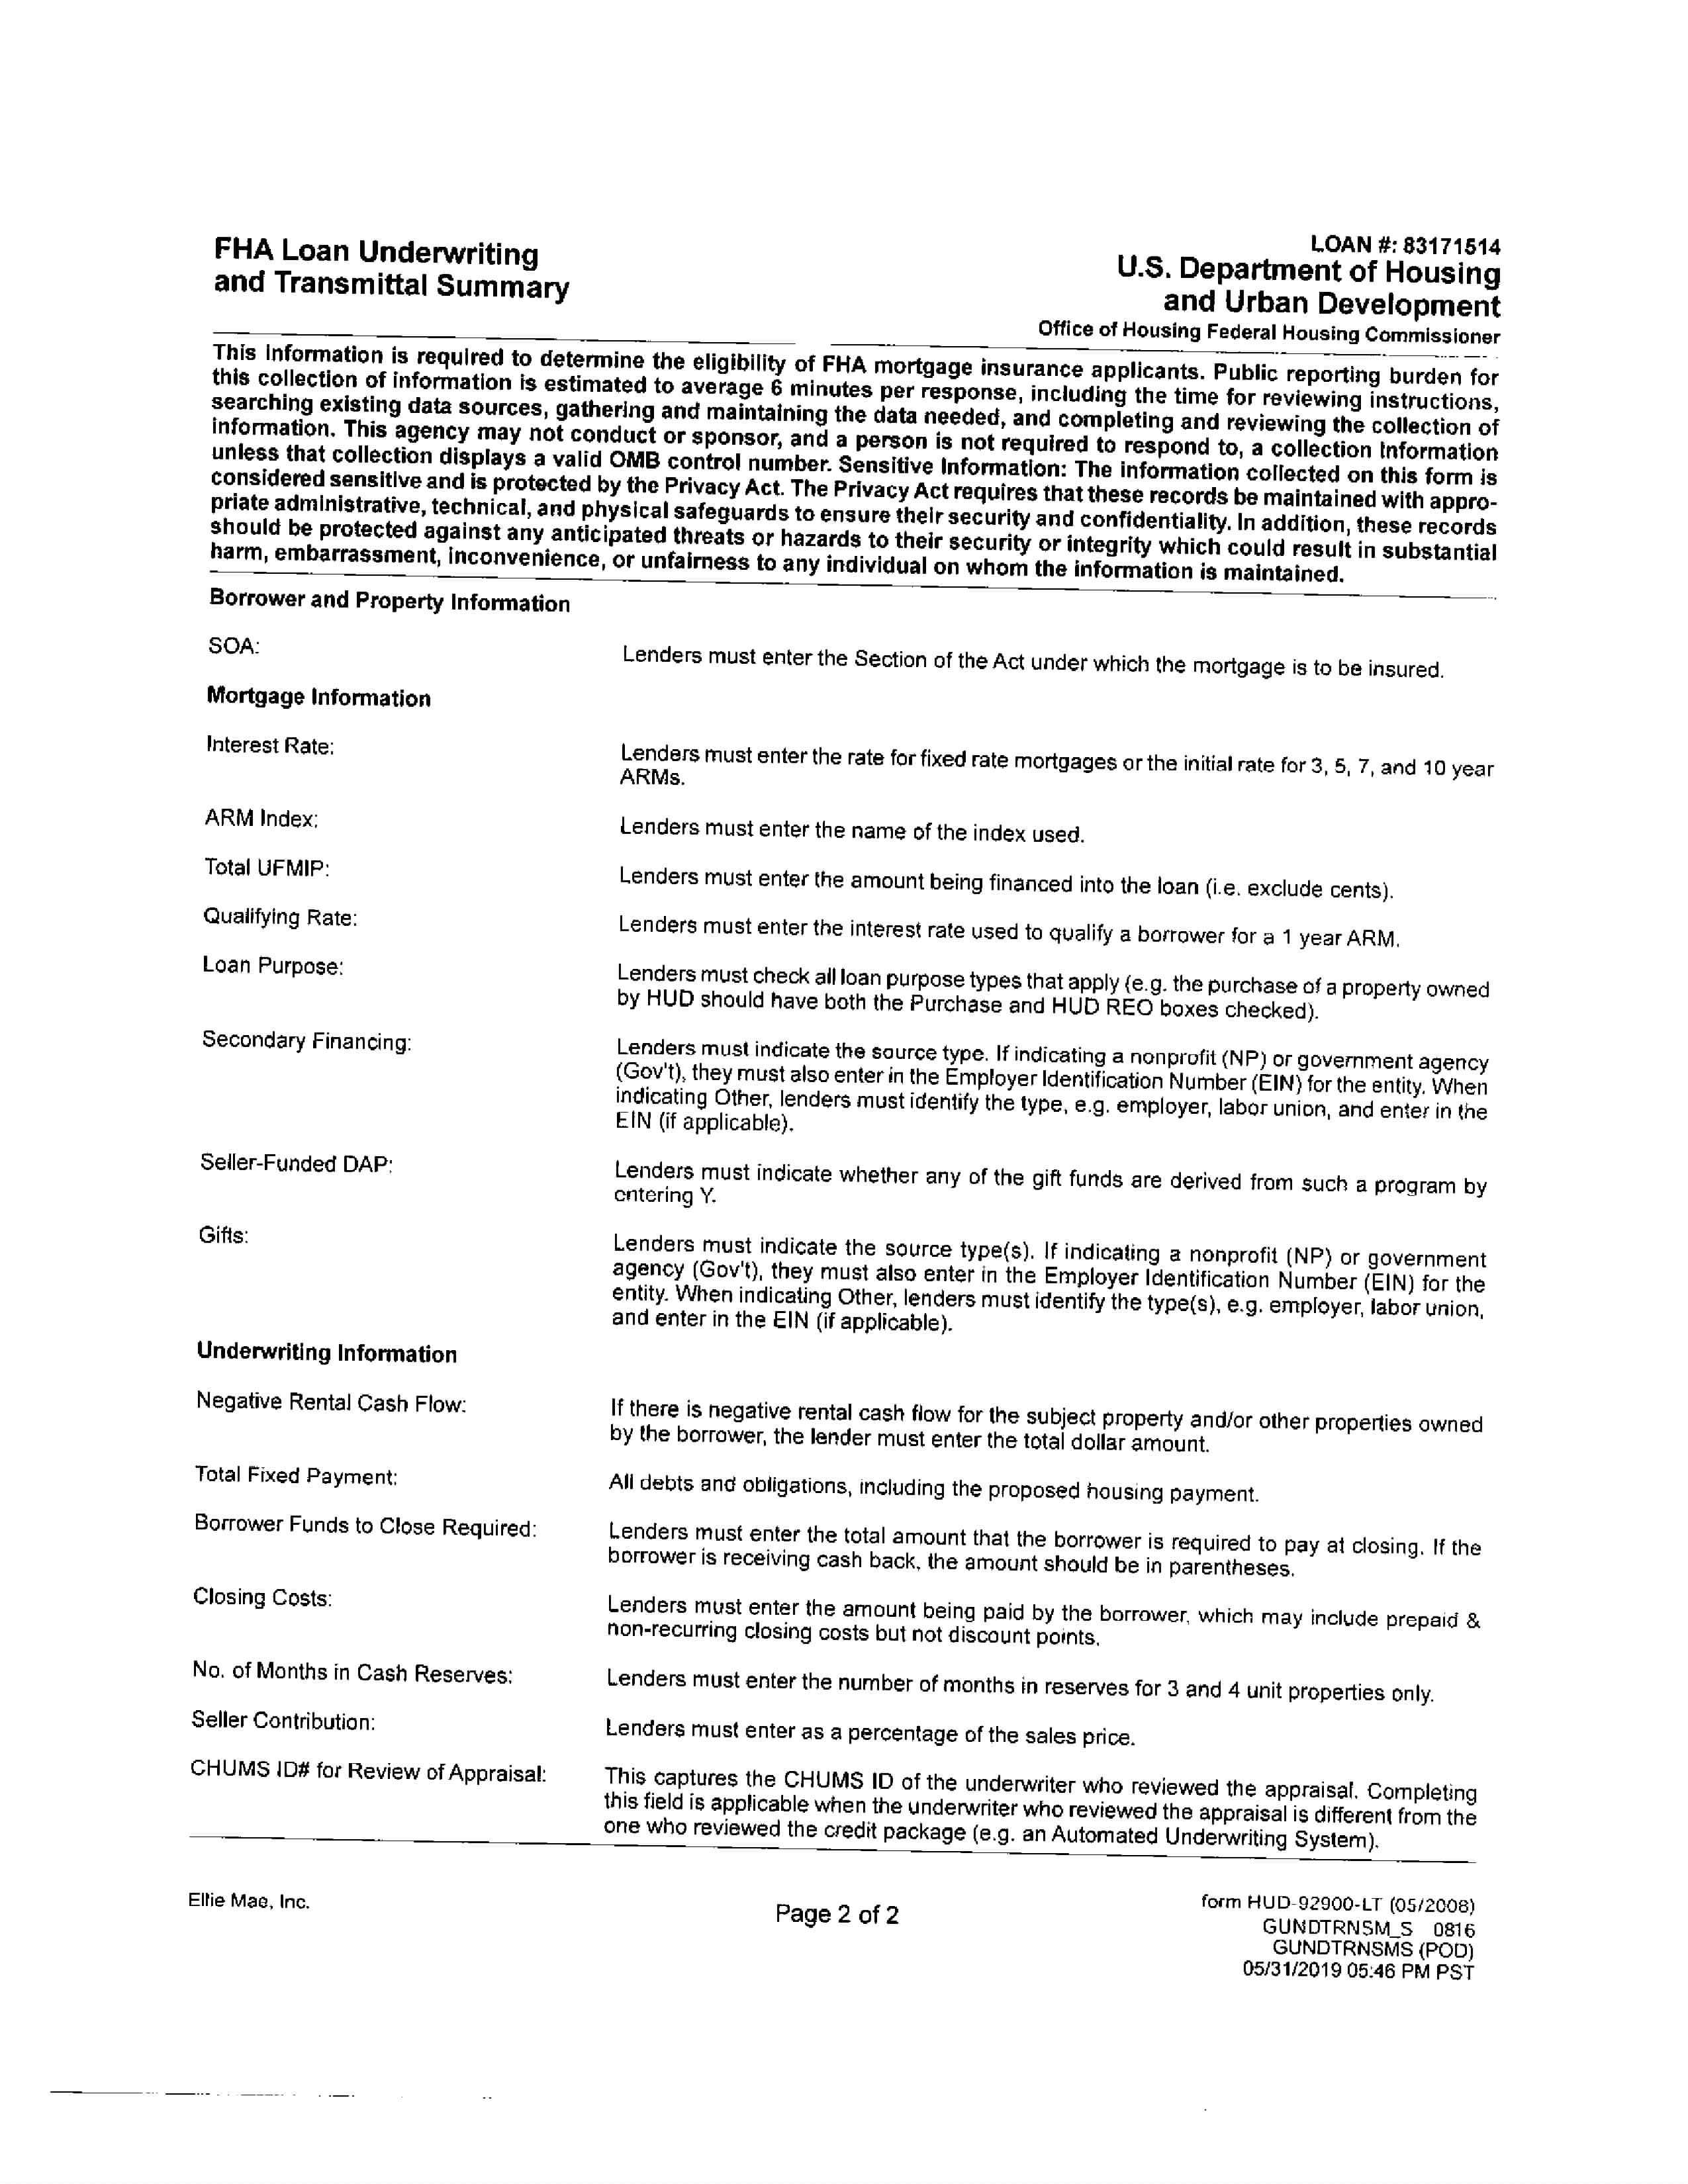 LOAN #: 83171514
FHA Loan Underwriting
and Transmittal Summary
U.S. Department of Housing
and Urban Development
Office of Housing Federal Housing Commissioner
This Information is required to determine the eligibility of FHA mortgage insurance applicants. Public reporting burden for
this collection of information is estimated to average 6 minutes per response, including the time for reviewing instructions,
searching existing data sources, gathering and maintaining the data needed, and completing and reviewing the collection of
information. This agency may not conduct or sponsor, and a person is not required to respond to, a collection Information
unless that collection displays a valid OMB control number. Sensitive Information: The information collected on this form is
considered sensitive and is protected by the Privacy Act. The Privacy Act requires that these records be maintained with appro-
priate administrative, technical, and physical safeguards to ensure their security and confidentiality. In addition, these records
should be protected against any anticipated threats or hazards to their security or integrity which could result in substantial
harm, embarrassment, inconvenience, or unfairness to any individual on whom the information is maintained.
Borrower and Property Information
SOA:
Lenders must enter the Section of the Act under which the mortgage is to be insured.
Mortgage Information
Interest Rate:
Lenders must enter the rate for fixed rate mortgages or the initial rate for 3, 5, 7, and 10 year
ARMs.
ARM Index:
Lenders must enter the name of the index used.
Total UFMIP:
Lenders must enter the amount being financed into the loan (i.e. exclude cents).
Qualifying Rate:
Lenders must enter the interest rate used to qualify a borrower for a 1 year ARM.
Loan Purpose:
Lenders must check all loan purpose types that apply (e.g. the purchase of a property owned
by HUD should have both the Purchase and HUD REO boxes checked).
Secondary Financing:
Lenders must indicate the source type. If indicating a nonprofit (NP) or government agency
(Gov't), they must also enter in the Employer Identification Number (EIN) for the entity. When
indicating Other, lenders must identify the type, e.g. employer, labor union, and enter in the
EIN (if applicable).
Seller-Funded DAP:
Lenders must indicate whether any of the gift funds are derived from such a program by
entering Y.
Gifts:
Lenders must indicate the source type(s). If indicating a nonprofit (NP) or government
agency (Gov't), they must also enter in the Employer Identification Number (EIN) for the
entity. When indicating Other, lenders must identify the type(s), e.g. employer, labor union,
and enter in the EIN (if applicable).
Underwriting Information
Negative Rental Cash Flow:
If there is negative rental cash flow for the subject property and/or other properties owned
by the borrower, the lender must enter the total dollar amount.
Total Fixed Payment:
All debts and obligations, including the proposed housing payment.
Borrower Funds to Close Required:
Lenders must enter the total amount that the borrower is required to pay at closing. If the
borrower is receiving cash back, the amount should be in parentheses.
Closing Costs:
Lenders must enter the amount being paid by the borrower, which may include prepaid &
non-recurring closing costs but not discount points.
No. of Months in Cash Reserves:
Lenders must enter the number of months in reserves for 3 and 4 unit properties only.
Seller Contribution:
Lenders must enter as a percentage of the sales price.
CHUMS ID# for Review of Appraisal:
This captures the CHUMS ID of the underwriter who reviewed the appraisal. Completing
this field is applicable when the underwriter who reviewed the appraisal is different from the
one who reviewed the credit package (e.g. an Automated Underwriting System).
Ellie Mae, Inc.
Page 2 of 2
form HUD-92900-LT (05/2008)
GUNDTRNSM_S 0816
GUNDTRNSMS (POD)
05/31/2019 05:46 PM PST